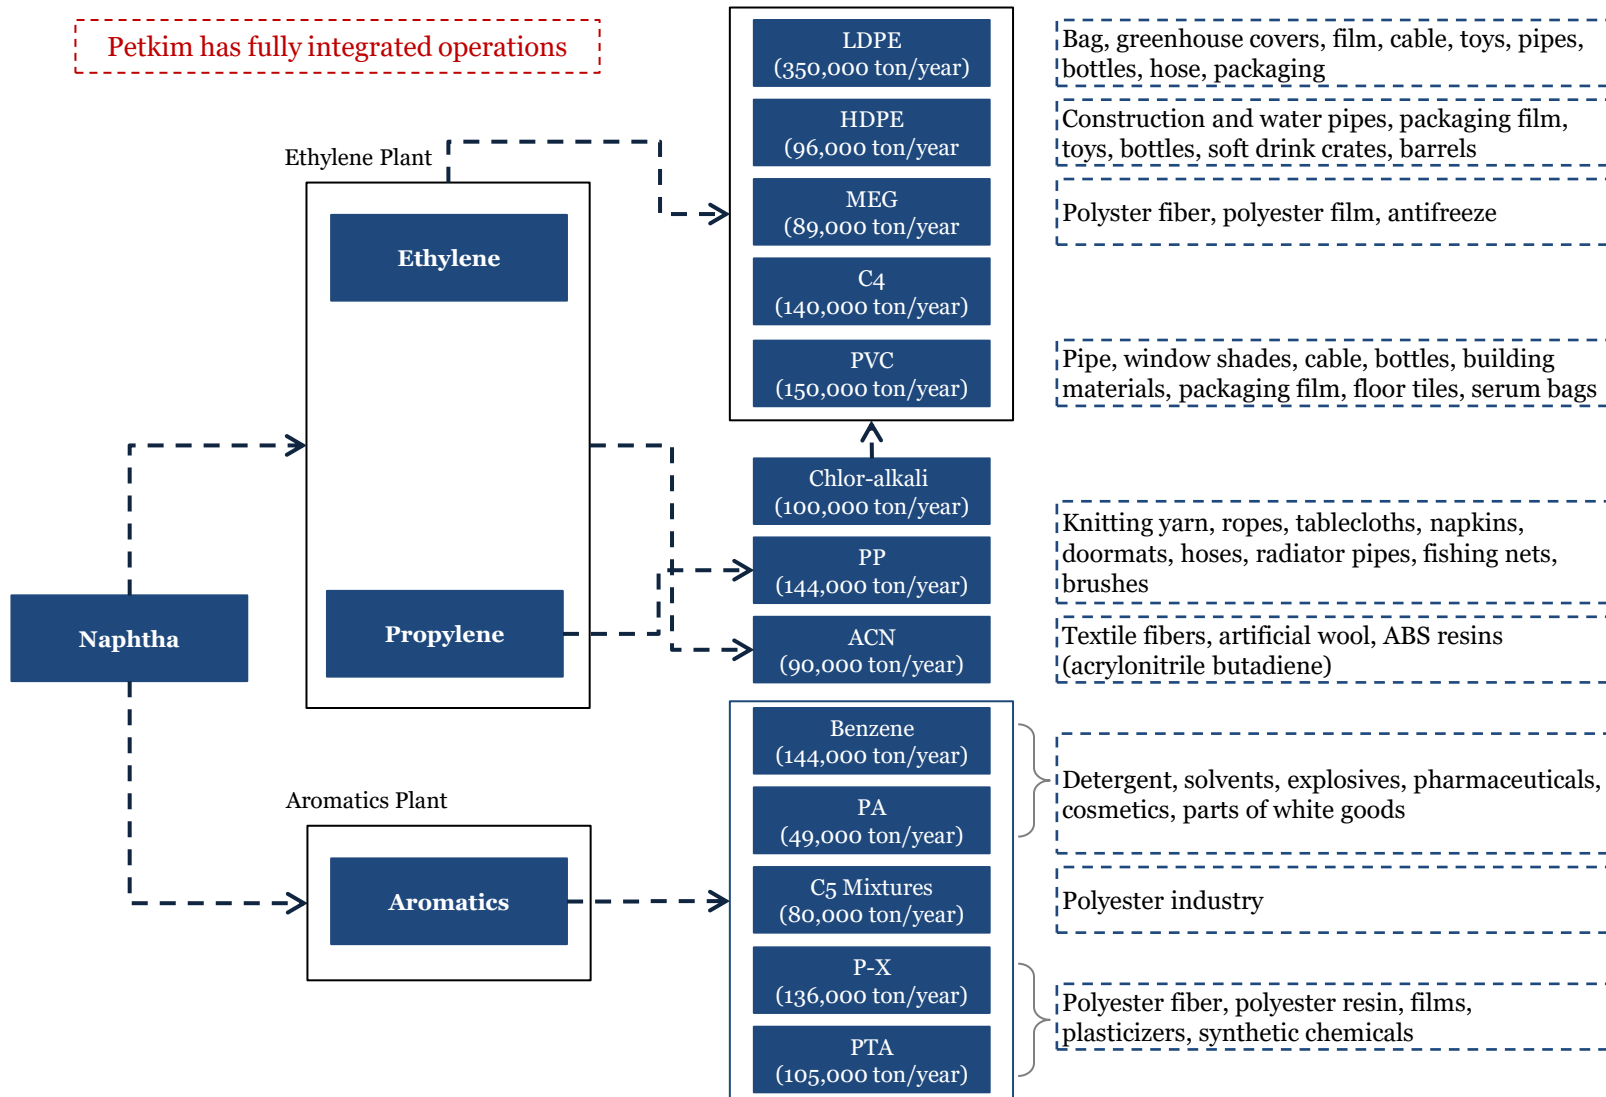 Petkim has fully integrated operations
Naphtha
Ethylene Plant
Ethylene
Propylene
Aromatics Plant
Aromatics
LDPE
(350,000 ton/year)
Bag, greenhouse covers, film, cable, toys, pipes,
bottles, hose, packaging
HDPE
(96,000 ton/year
Construction and water pipes, packaging film,
toys, bottles, soft drink crates, barrels
MEG
(89,000 ton/year
Polyster fiber, polyester film, antifreeze
C4
(140,000 ton/year)
PVC
(150,000 ton/year)
Pipe, window shades, cable, bottles, building
materials, packaging film, floor tiles, serum bags
Chlor-alkali
(100,000 ton/year)
PP
(144,000 ton/year)
Knitting yarn, ropes, tablecloths, napkins,
doormats, hoses, radiator pipes, fishing nets,
brushes
ACN
(90,000 ton/year)
Textile fibers, artificial wool, ABS resins
(acrylonitrile butadiene)
Benzene
(144,000 ton/year)
PA
(49,000 ton/year)
Detergent, solvents, explosives, pharmaceuticals,
cosmetics, parts of white goods
C5 Mixtures
(80,000 ton/year)
Polyester industry
P-X
(136,000 ton/year)
PTA
(105,000 ton/year)
Polyester fiber, polyester resin, films,
plasticizers, synthetic chemicals